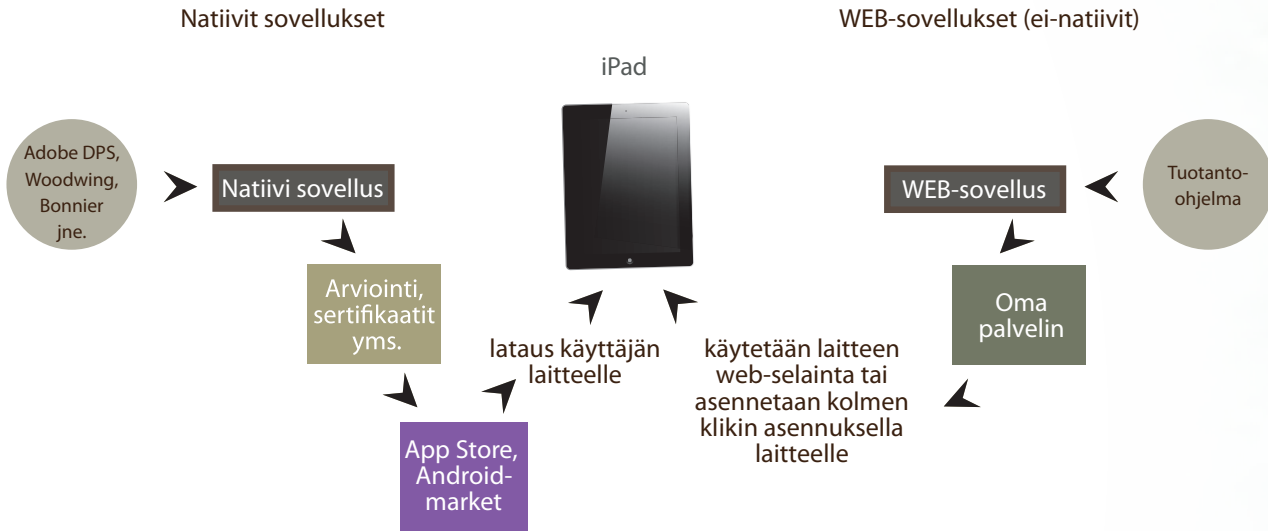 Natiivit sovellukset
WEB-sovellukset (ei-natiivit)
iPad
Adobe DPS,
Woodwing,
Bonnier
jne.
Natiivi sovellus
Arviointi,
sertifikaatit
yms.
App Store,
Android-
market
lataus käyttäjän
laitteelle
käytetään laitteen
web-selainta tai
asennetaan kolmen
klikin asennuksella
laitteelle
WEB-sovellus
Tuotanto-
ohjelma
Oma
palvelin